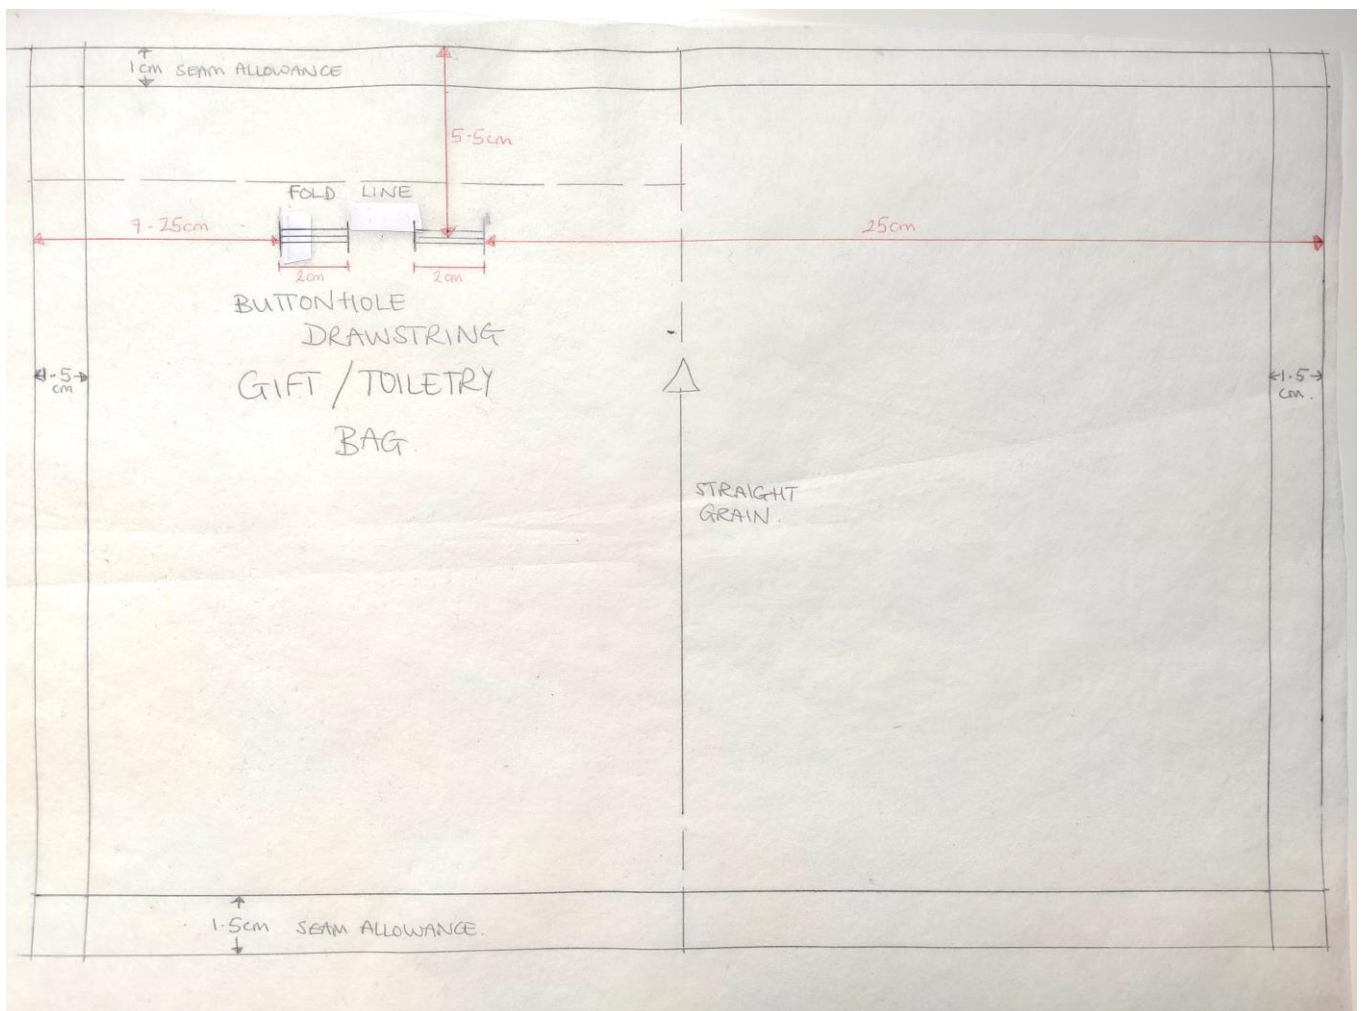 1cm SEAM ALLOWANCE
5-5cm
FOLD LINE
7-25cm
25cm
2cm
2cm
BUTTONHOLE
DRAWSTRING
GIFT / TOILETRY
BAG.
-5
cm
1.5
cm.
STRAIGHT
GRAIN.
1.5cm SEAM ALLOWANCE.